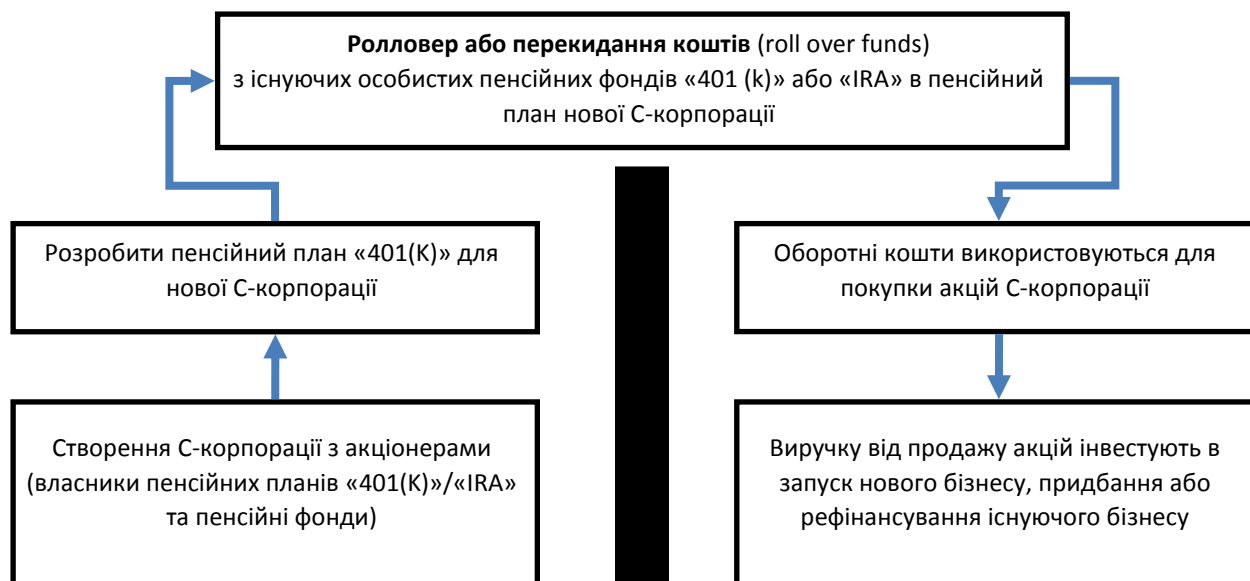 Ролловер або перекидання коштів (roll over funds)
з існуючих особистих пенсійних фондів «401 (k)» або «IRA» в пенсійний
план нової С-корпорації
Розробити пенсійний план «401(K)» для
нової С-корпорації
Оборотні кошти використовуються для
покупки акцій С-корпорації
Створення С-корпорації з акціонерами
(власники пенсійних планів «401(K)»/«IRA»
та пенсійні фонди)
Виручку від продажу акцій інвестують в
запуск нового бізнесу, придбання або
рефінансування існуючого бізнесу